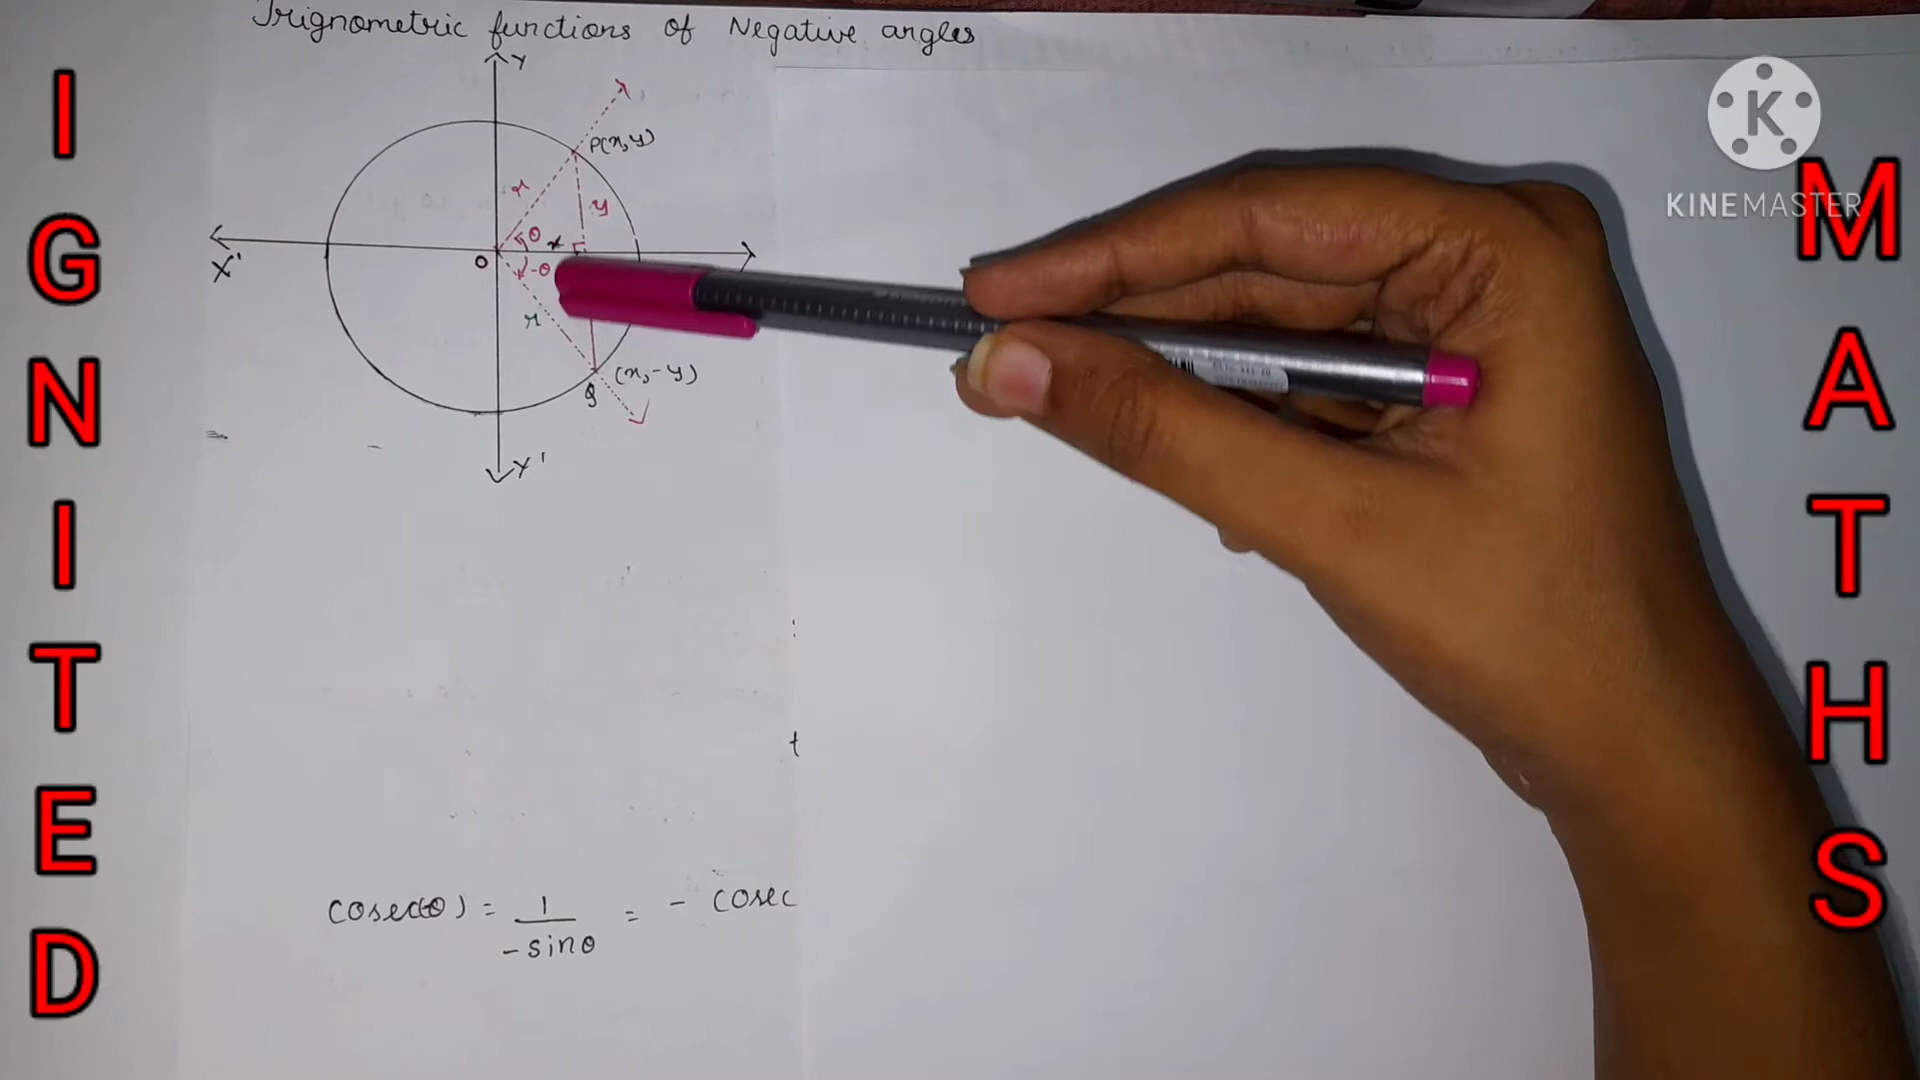 Trignometric functions of Negative angles
Y
P(x,y)
r
y
θ
x
X'
O
-θ
r
(x,-y)
Q
Y'
t
cosec(-θ) = 1 / -sinθ = - cosec
IGNITED
MATHS
K
KINEMASTER